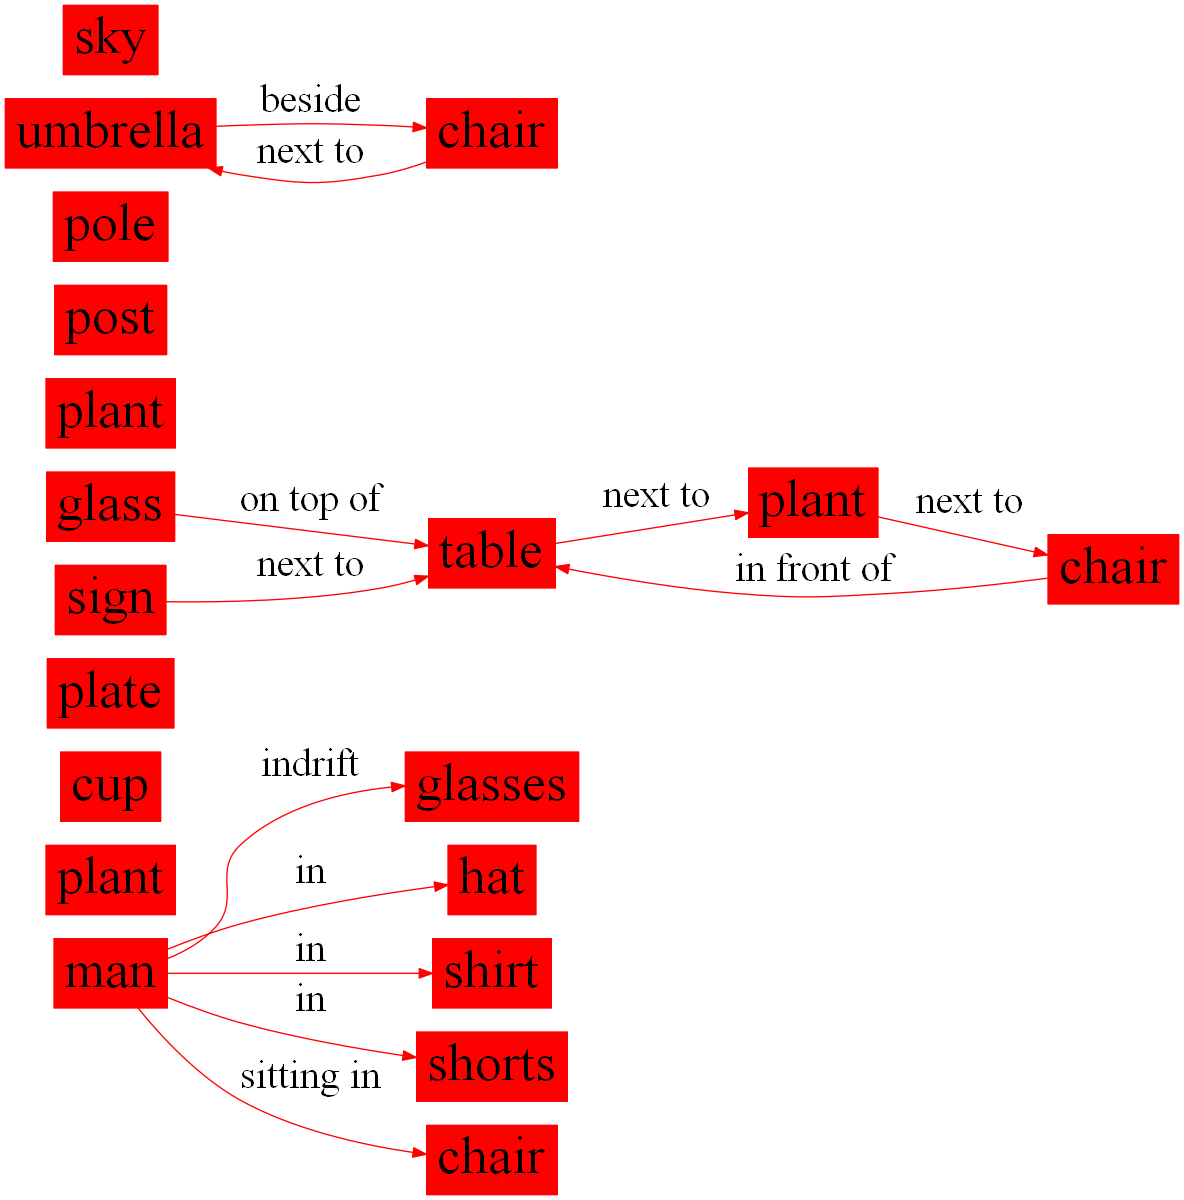 sky
beside
umbrella
chair
next to
pole
post
plant
glass
on top of
next to
plant
next to
table
sign
next to
in front of
chair
plate
indrift
cup
glasses
plant
in
hat
man
in
shirt
in
shorts
sitting in
chair